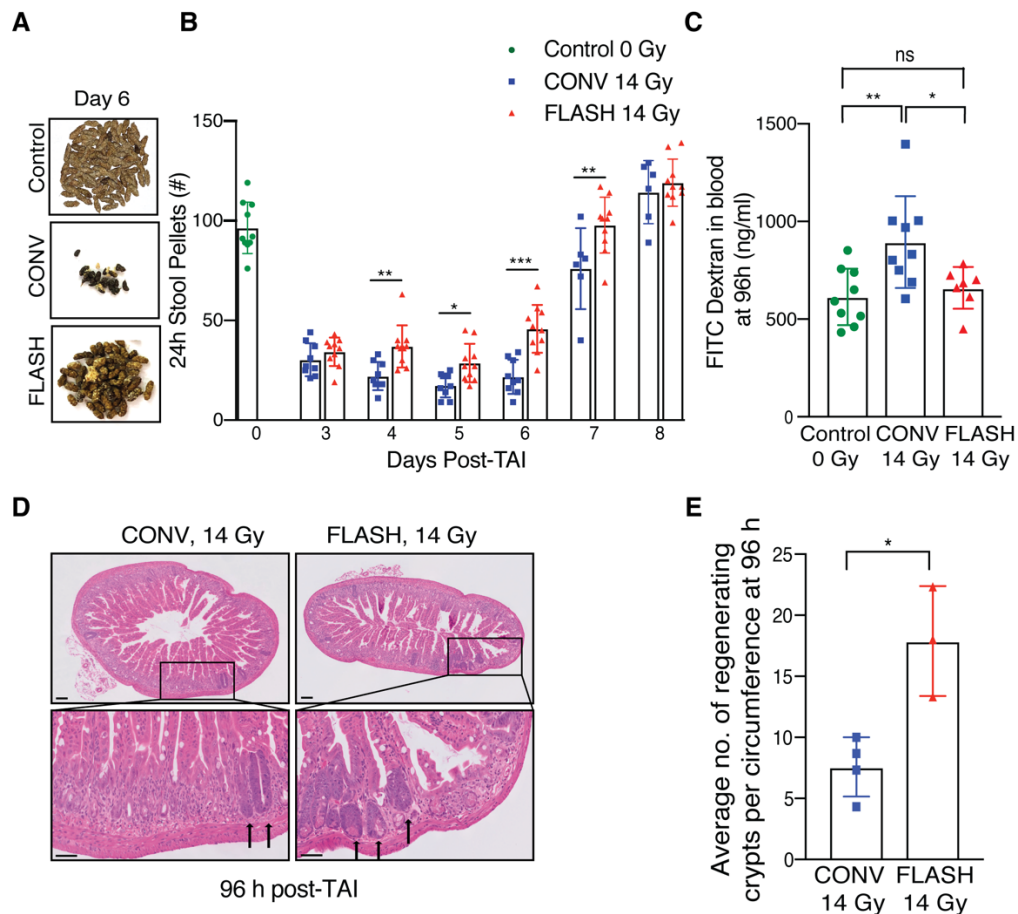 A
Day 6
Control
CONV
FLASH
B
Control 0 Gy
CONV 14 Gy
FLASH 14 Gy
24h Stool Pellets (#)
150
100
50
0
**
*
***
**
0 3 4 5 6 7 8
Days Post-TAI
C
ns
** *
FITC Dextran in blood
at 96h (ng/ml)
1500
1000
500
0
Control CONV FLASH
0 Gy 14 Gy 14 Gy
D
CONV, 14 Gy FLASH, 14 Gy
96 h post-TAI
E
Average no. of regenerating
crypts per circumference at 96 h
*
25
20
15
10
5
0
CONV FLASH
14 Gy 14 Gy